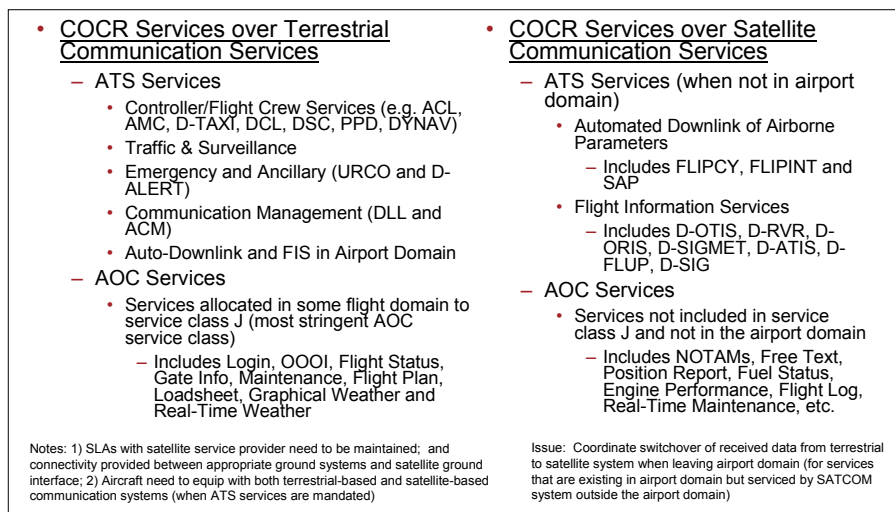 • COCR Services over Terrestrial
Communication Services
– ATS Services
• Controller/Flight Crew Services (e.g. ACL,
AMC, D-TAXI, DCL, DSC, PPD, DYNAV)
• Traffic & Surveillance
• Emergency and Ancillary (URCO and D-
ALERT)
• Communication Management (DLL and
ACM)
• Auto-Downlink and FIS in Airport Domain
– AOC Services
• Services allocated in some flight domain to
service class J (most stringent AOC
service class)
– Includes Login, OOOI, Flight Status,
Gate Info, Maintenance, Flight Plan,
Loadsheet, Graphical Weather and
Real-Time Weather
Notes: 1) SLAs with satellite service provider need to be maintained; and
connectivity provided between appropriate ground systems and satellite ground
interface; 2) Aircraft need to equip with both terrestrial-based and satellite-based
communication systems (when ATS services are mandated)
• COCR Services over Satellite
Communication Services
– ATS Services (when not in airport
domain)
• Automated Downlink of Airborne
Parameters
– Includes FLIPCY, FLIPINT and
SAP
• Flight Information Services
– Includes D-OTIS, D-RVR, D-
ORIS, D-SIGMET, D-ATIS, D-
FLUP, D-SIG
– AOC Services
• Services not included in service
class J and not in the airport domain
– Includes NOTAMs, Free Text,
Position Report, Fuel Status,
Engine Performance, Flight Log,
Real-Time Maintenance, etc.
Issue: Coordinate switchover of received data from terrestrial
to satellite system when leaving airport domain (for services
that are existing in airport domain but serviced by SATCOM
system outside the airport domain)